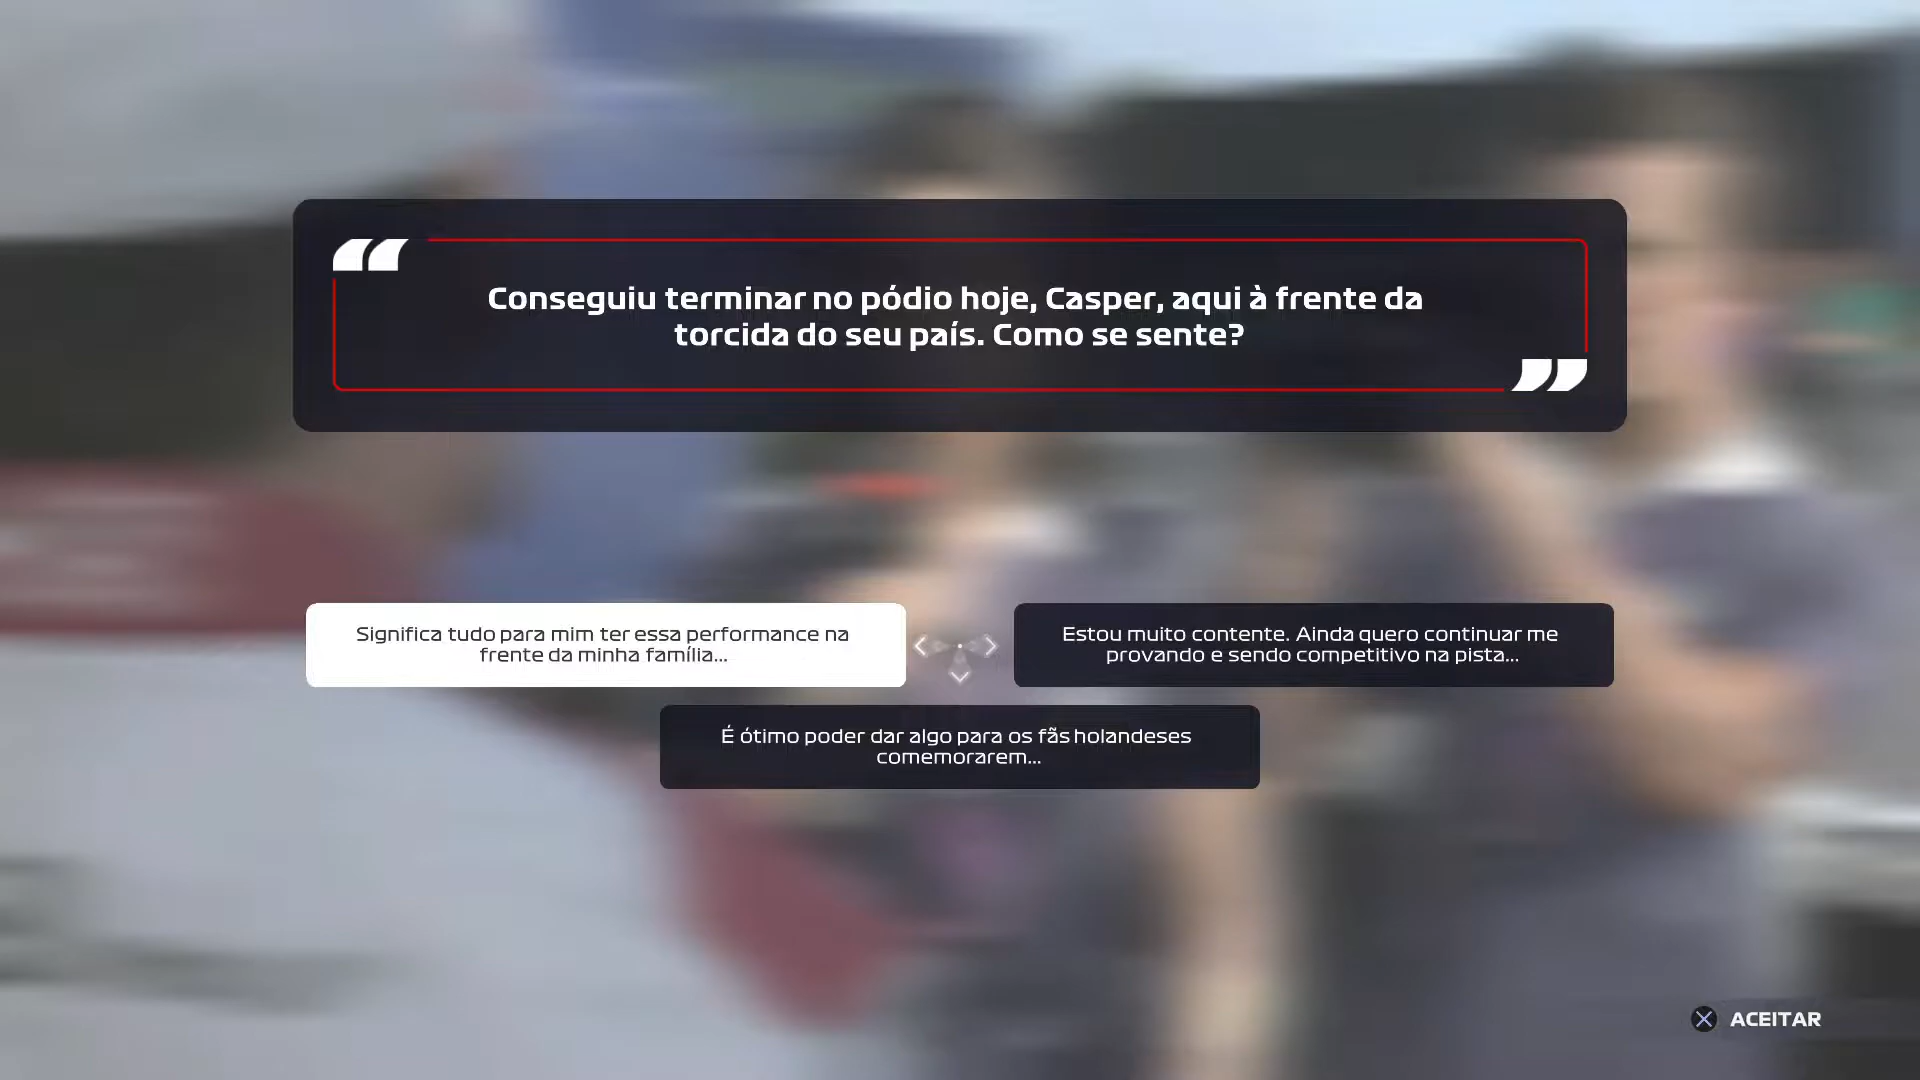 Conseguiu terminar no pódio hoje, Casper, aqui à frente da
torcida do seu país. Como se sente?
Significa tudo para mim ter essa performance na
frente da minha família...
Estou muito contente. Ainda quero continuar me
provando e sendo competitivo na pista...
É ótimo poder dar algo para os fãs holandeses
comemorarem...
ACEITAR